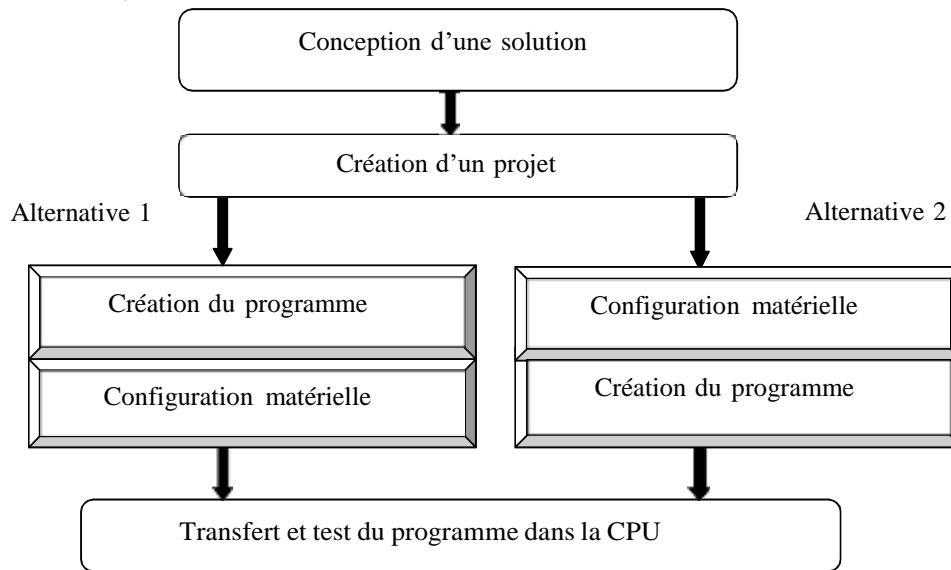 Conception d'une solution
Création d'un projet
Alternative 1
Alternative 2
Création du programme
Configuration matérielle
Configuration matérielle
Création du programme
Transfert et test du programme dans la CPU